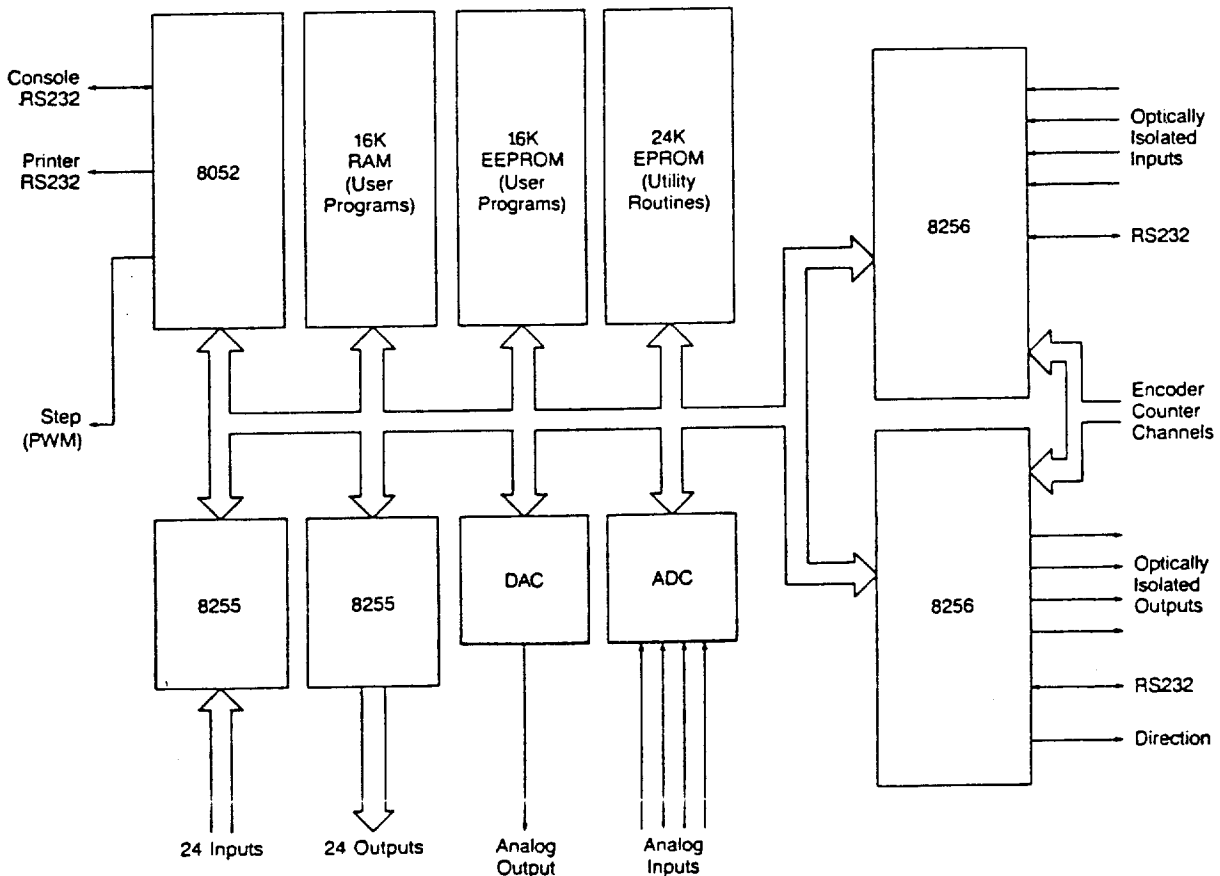 Console
RS232
Printer
RS232
Step
(PWM)
8052
16K
RAM
(User
Programs)
16K
EEPROM
(User
Programs)
24K
EPROM
(Utility
Routines)
8256
Optically
Isolated
Inputs
RS232
Encoder
Counter
Channels
8255
8255
DAC
ADC
8256
Optically
Isolated
Outputs
RS232
Direction
24 Inputs
24 Outputs
Analog
Output
Analog
Inputs